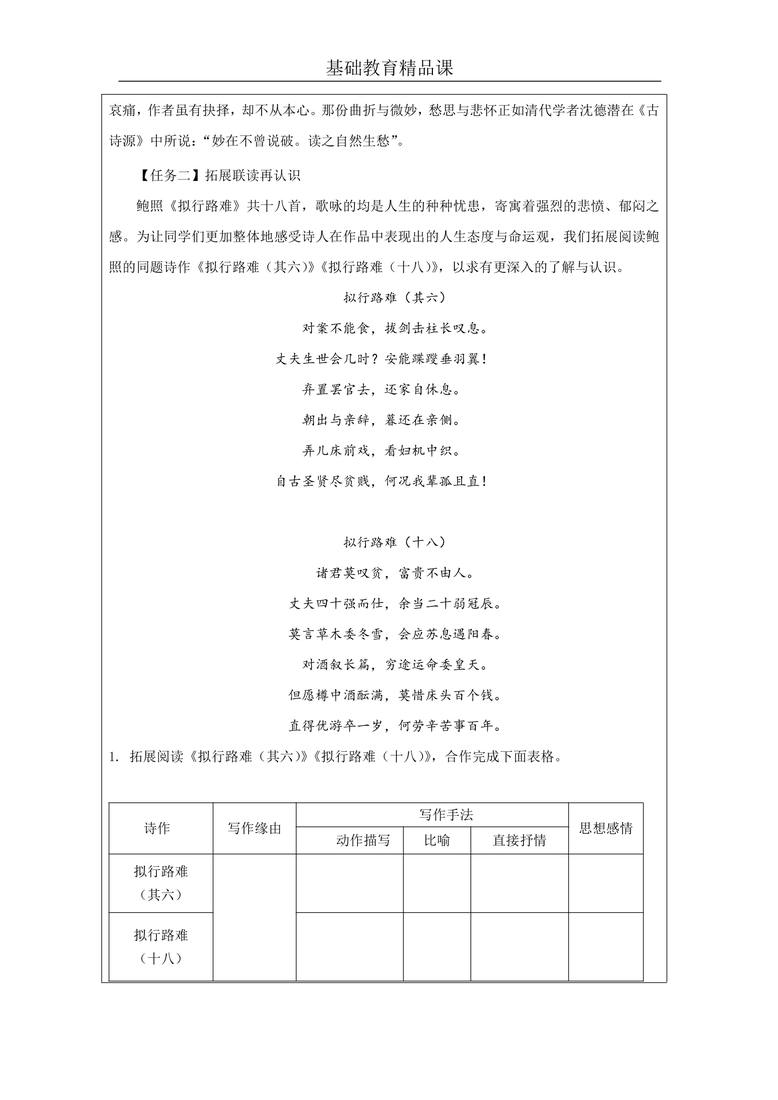 基础教育精品课
哀痛，作者虽有抉择，却不从本心。那份曲折与微妙，愁思与悲怀正如清代学者沈德潜在《古
诗源》中所说：“妙在不曾说破。读之自然生愁”。
【任务二】拓展联读再认识
鲍照《拟行路难》共十八首，歌咏的均是人生的种种忧患，寄寓着强烈的悲愤、郁闷之
感。为让同学们更加整体地感受诗人在作品中表现出的人生态度与命运观，我们拓展阅读鲍
照的同题诗作《拟行路难（其六）》《拟行路难（十八）》，以求有更深入的了解与认识。
拟行路难（其六）
对案不能食，拔剑击柱长叹息。
丈夫生世会几时？安能蹀躞垂羽翼！
弃置罢官去，还家自休息。
朝出与亲辞，暮还在亲侧。
弄儿床前戏，看妇机中织。
自古圣贤尽贫贱，何况我辈孤且直！
拟行路难（十八）
诸君莫叹贫，富贵不由人。
丈夫四十强而仕，余当二十弱冠辰。
莫言草木委冬雪，会应苏息遇阳春。
对酒叙长篇，穷途运命委皇天。
但愿樽中酒酝满，莫惜床头百个钱。
直得优游卒一岁，何劳辛苦事百年。
1. 拓展阅读《拟行路难（其六）》《拟行路难（十八）》，合作完成下面表格。
诗作 写作缘由 写作手法 思想感情
动作描写 比喻 直接抒情
拟行路难
（其六）
拟行路难
（十八）